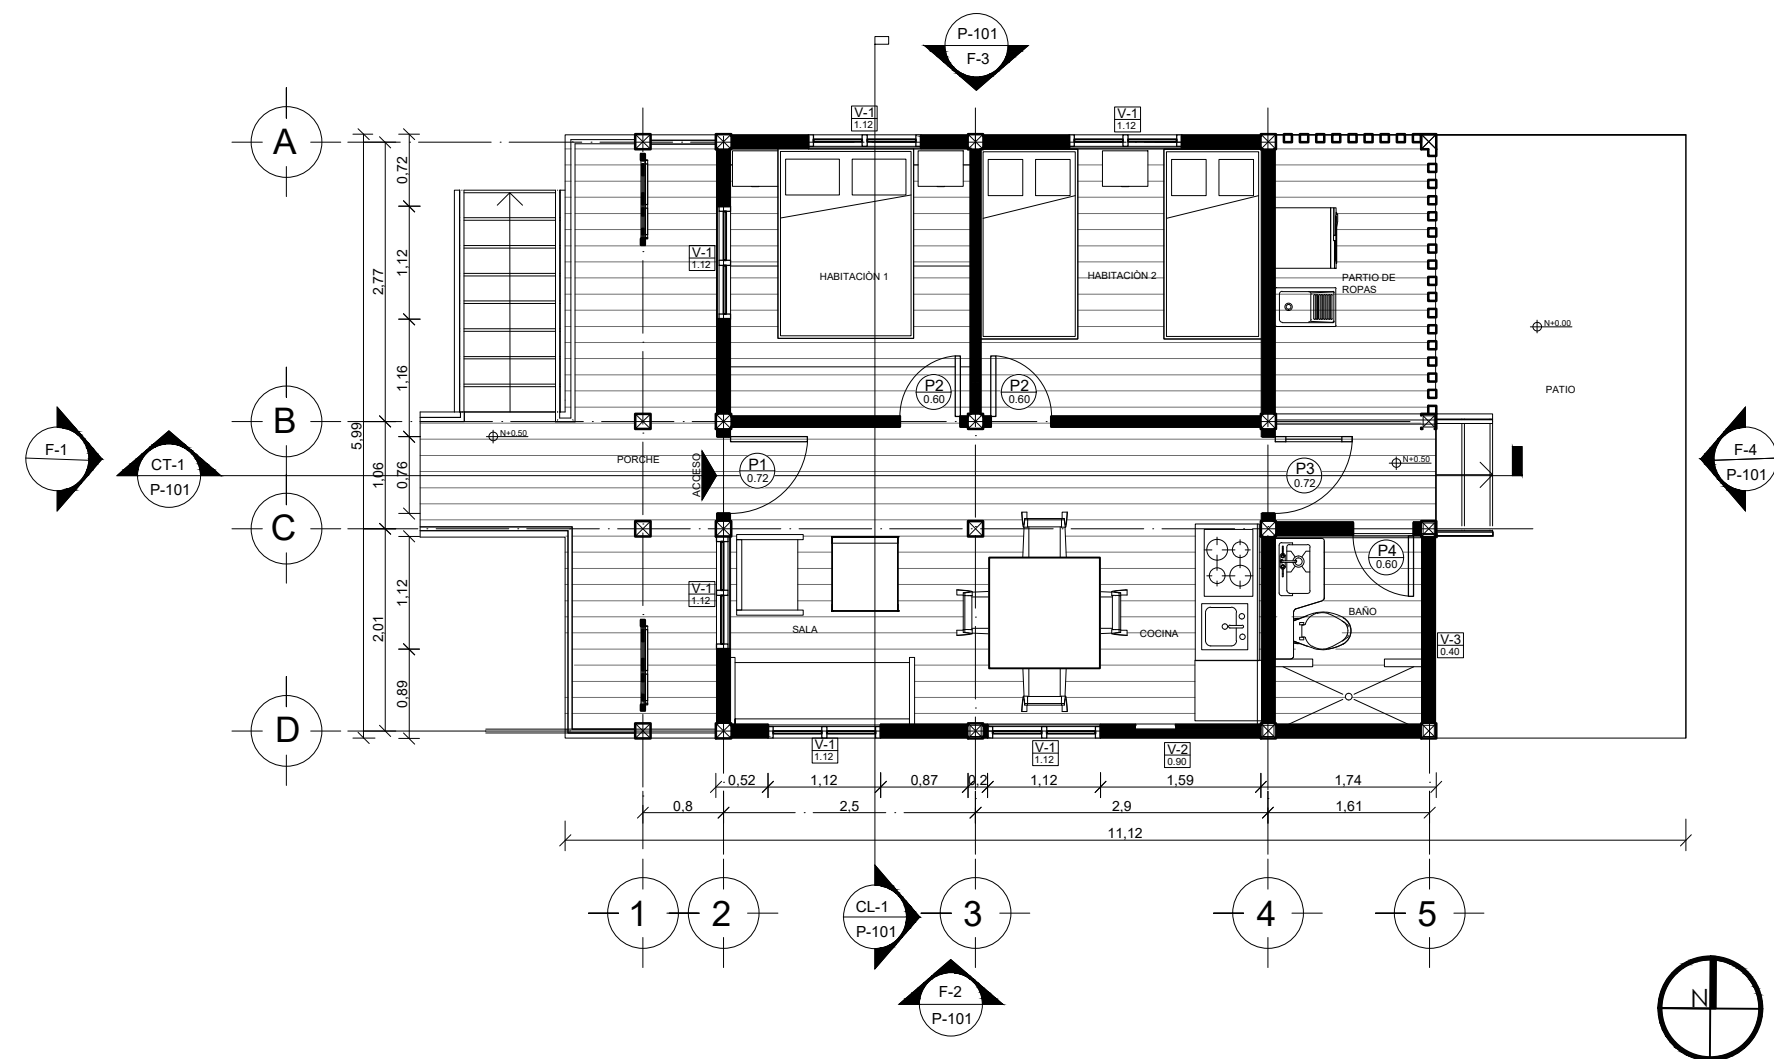 P-101
F-3
A
V-1
1.12
V-1
1.12
0,72
V-1
1.12
1,12
2,77
HABITACIÒN 1
HABITACIÒN 2
PARTIO DE
ROPAS
N+0.00
PATIO
1,16
P2
0.60
P2
0.60
B
5,99
N+0.50
PORCHE
ACCESO
P1
0.72
P3
0.72
N+0.50
F-1
CT-1
P-101
F-4
P-101
1,06
0,76
C
P4
0.60
V-1
1.12
1,12
2,01
SALA
COCINA
BAÑO
V-3
0.40
0,89
D
V-1
1.12
V-1
1.12
V-2
0.90
0,52
1,12
0,87
0,2
1,12
1,59
1,74
0,8
2,5
2,9
1,61
11,12
1
2
CL-1
P-101
3
4
5
F-2
P-101
N